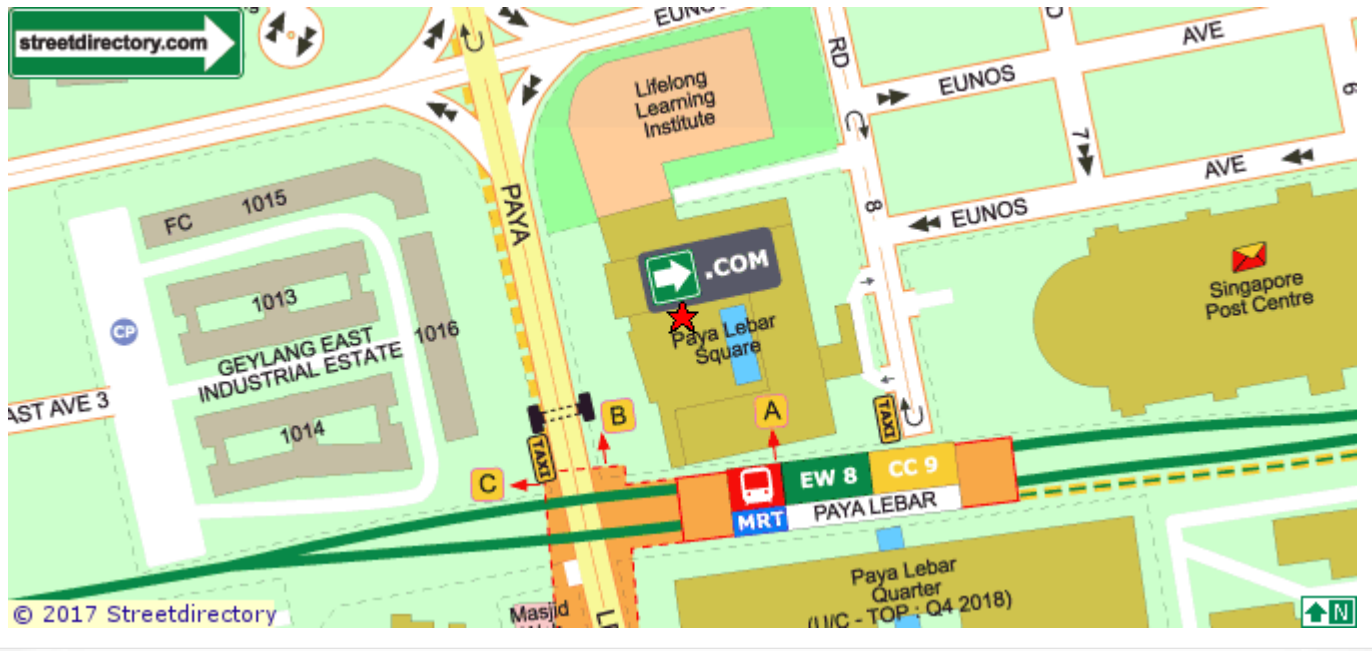 streetdirectory.com
EUNOS
RD
AVE
EUNOS
Lifelong
Learning
Institute
6
7
AVE
EUNOS
8
PAYA
FC 1015
.COM
Singapore
Post Centre
1013
CP
1016
GEYLANG EAST
INDUSTRIAL ESTATE
Paya Lebar
Square
AST AVE 3
1014
B
A
TAXI
TAXI
C
EW 8
CC 9
MRT
PAYA LEBAR
Paya Lebar
Quarter
(U/C - TOP : Q4 2018)
Masjid
© 2017 Streetdirectory
N